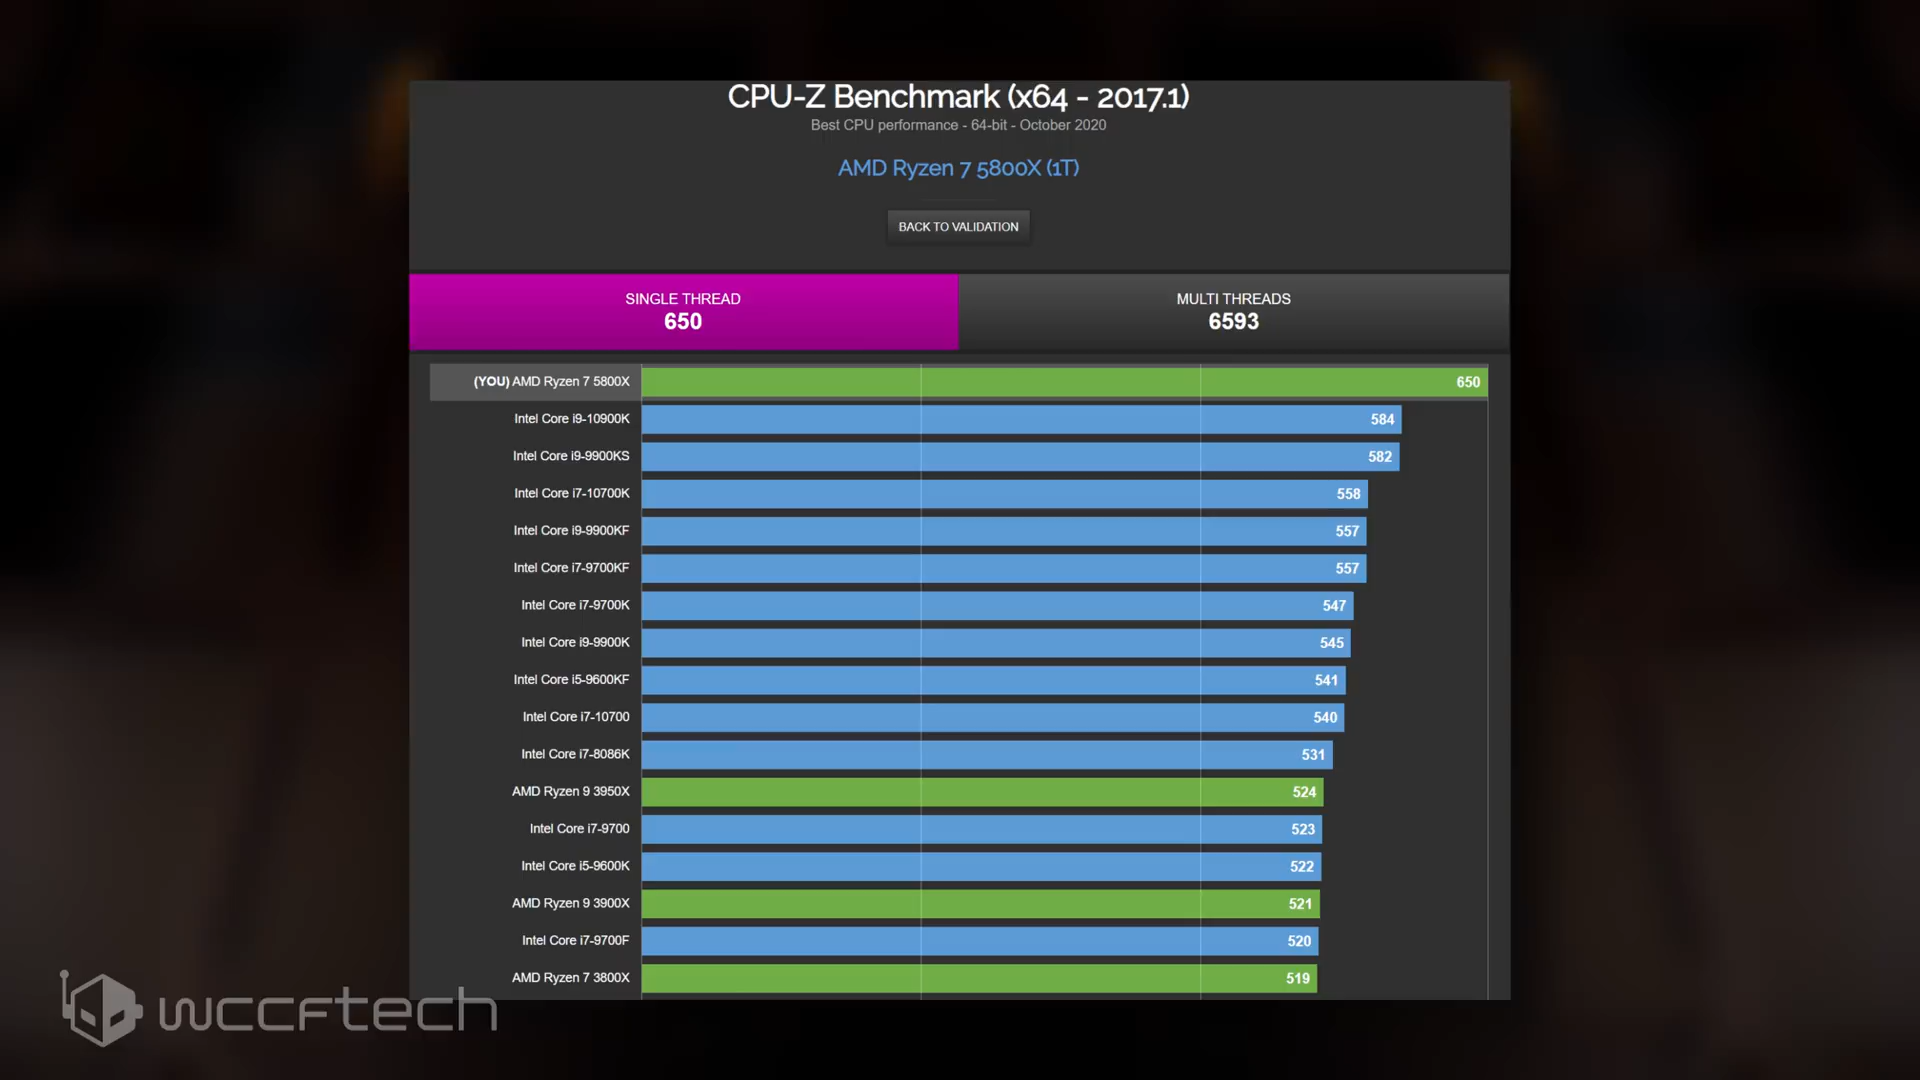 CPU-Z Benchmark (x64 - 2017.1)
Best CPU performance - 64-bit - October 2020
AMD Ryzen 7 5800X (1T)
BACK TO VALIDATION
SINGLE THREAD
650
MULTI THREADS
6593
(YOU) AMD Ryzen 7 5800X 650
Intel Core i9-10900K 584
Intel Core i9-9900KS 582
Intel Core i7-10700K 558
Intel Core i9-9900KF 557
Intel Core i7-9700KF 557
Intel Core i7-9700K 547
Intel Core i9-9900K 545
Intel Core i5-9600KF 541
Intel Core i7-10700 540
Intel Core i7-8086K 531
AMD Ryzen 9 3950X 524
Intel Core i7-9700 523
Intel Core i5-9600K 522
AMD Ryzen 9 3900X 521
Intel Core i7-9700F 520
AMD Ryzen 7 3800X 519
wccftech